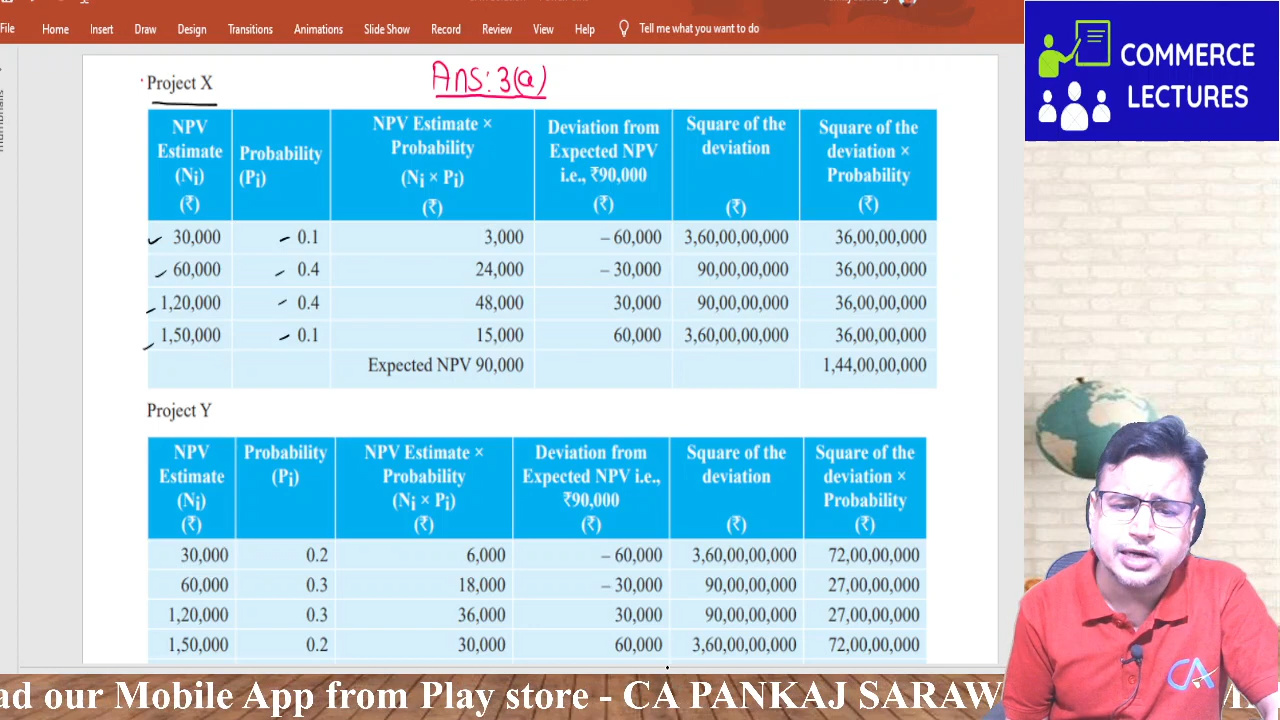 File Home Insert Draw Design Transitions Animations Slide Show Record Review View Help Tell me what you want to do
COMMERCE
LECTURES
Project X
Ans: 3(a)
NPV Estimate (Ni) (₹) Probability (Pi) NPV Estimate × Probability (Ni × Pi) (₹) Deviation from Expected NPV i.e., ₹90,000 (₹) Square of the deviation (₹) Square of the deviation × Probability (₹)
30,000 0.1 3,000 – 60,000 3,60,00,00,000 36,00,00,000
60,000 0.4 24,000 – 30,000 90,00,00,000 36,00,00,000
1,20,000 0.4 48,000 30,000 90,00,00,000 36,00,00,000
1,50,000 0.1 15,000 60,000 3,60,00,00,000 36,00,00,000
Expected NPV 90,000 1,44,00,00,000
Project Y
NPV Estimate (Ni) (₹) Probability (Pi) NPV Estimate × Probability (Ni × Pi) (₹) Deviation from Expected NPV i.e., ₹90,000 (₹) Square of the deviation (₹) Square of the deviation × Probability (₹)
30,000 0.2 6,000 – 60,000 3,60,00,00,000 72,00,00,000
60,000 0.3 18,000 – 30,000 90,00,00,000 27,00,00,000
1,20,000 0.3 36,000 30,000 90,00,00,000 27,00,00,000
1,50,000 0.2 30,000 60,000 3,60,00,00,000 72,00,00,000
CA
ad our Mobile App from Play store - CA PANKAJ SARAW